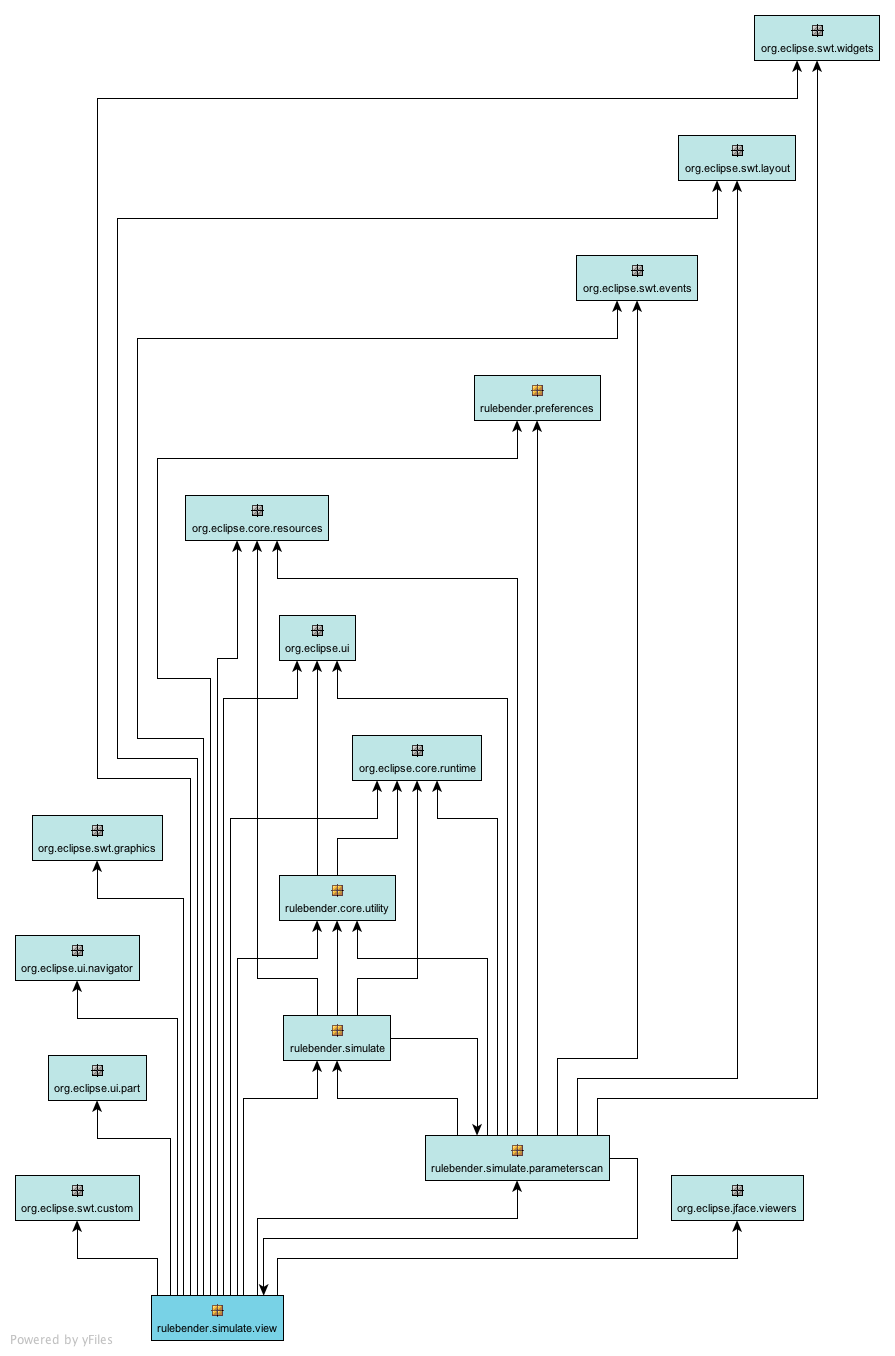 org.eclipse.swt.widgets
org.eclipse.swt.layout
org.eclipse.swt.events
rulebender.preferences
org.eclipse.core.resources
org.eclipse.ui
org.eclipse.core.runtime
org.eclipse.swt.graphics
rulebender.core.utility
org.eclipse.ui.navigator
rulebender.simulate
org.eclipse.ui.part
rulebender.simulate.parameterscan
org.eclipse.swt.custom
org.eclipse.jface.viewers
rulebender.simulate.view
Powered by yFiles